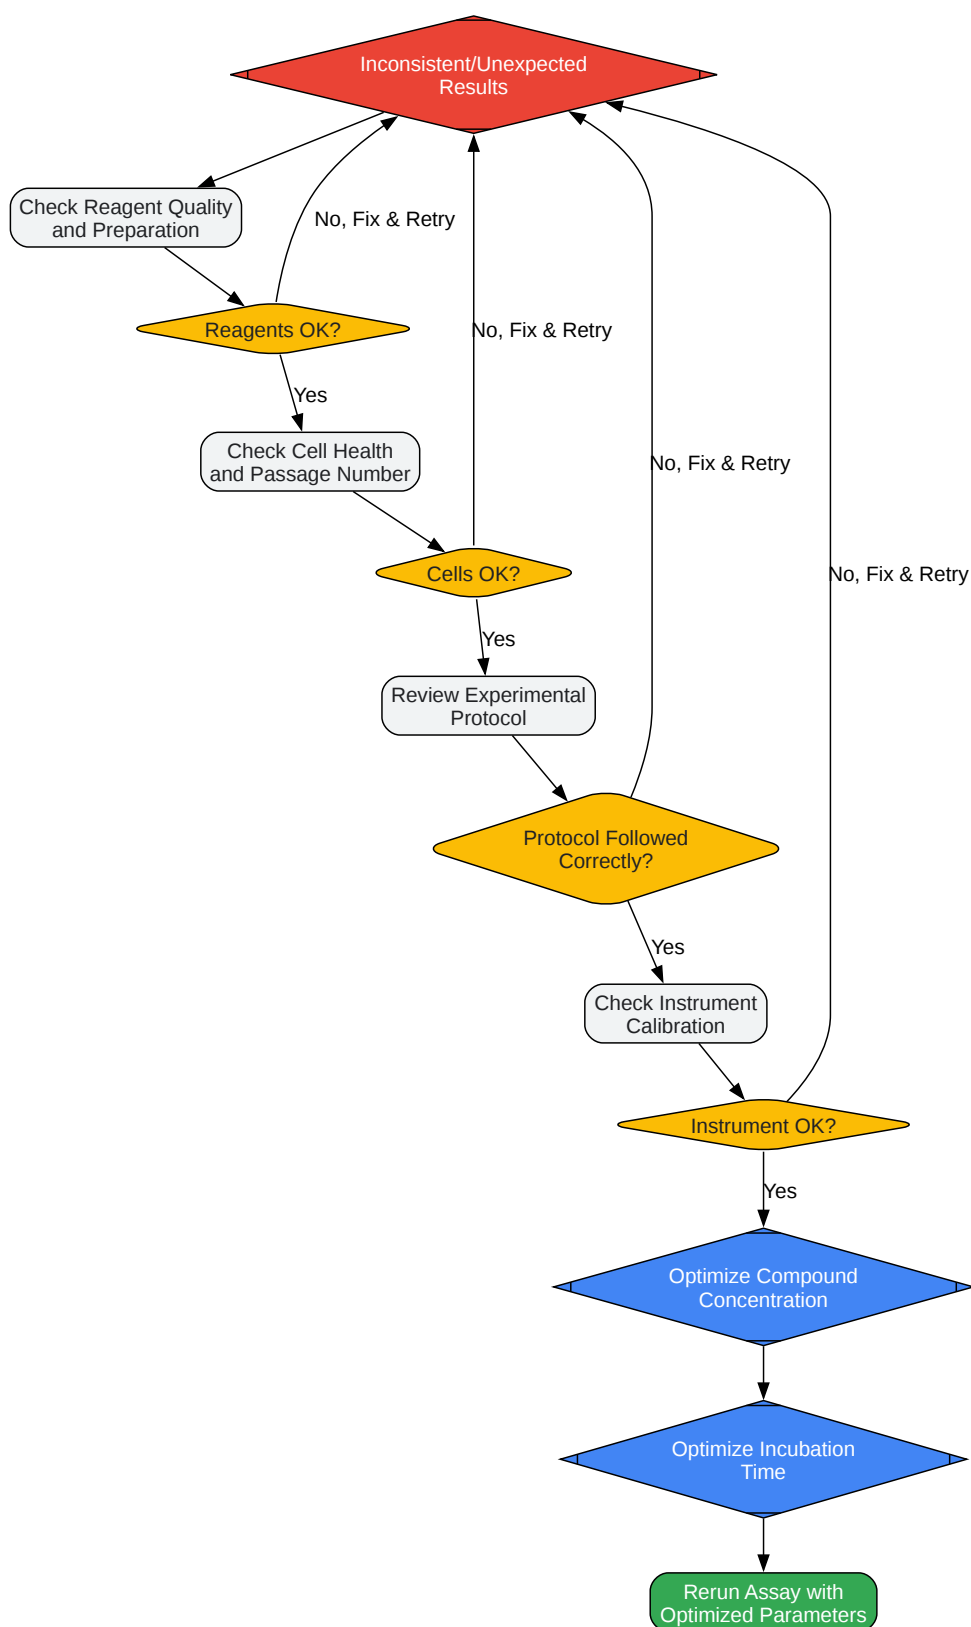 Inconsistent/Unexpected
Results
Check Reagent Quality
and Preparation
No, Fix & Retry
Reagents OK?
No, Fix & Retry
Yes
Check Cell Health
and Passage Number
No, Fix & Retry
Cells OK?
No, Fix & Retry
Yes
Review Experimental
Protocol
Protocol Followed
Correctly?
Yes
Check Instrument
Calibration
Instrument OK?
Yes
Optimize Compound
Concentration
Optimize Incubation
Time
Rerun Assay with
Optimized Parameters